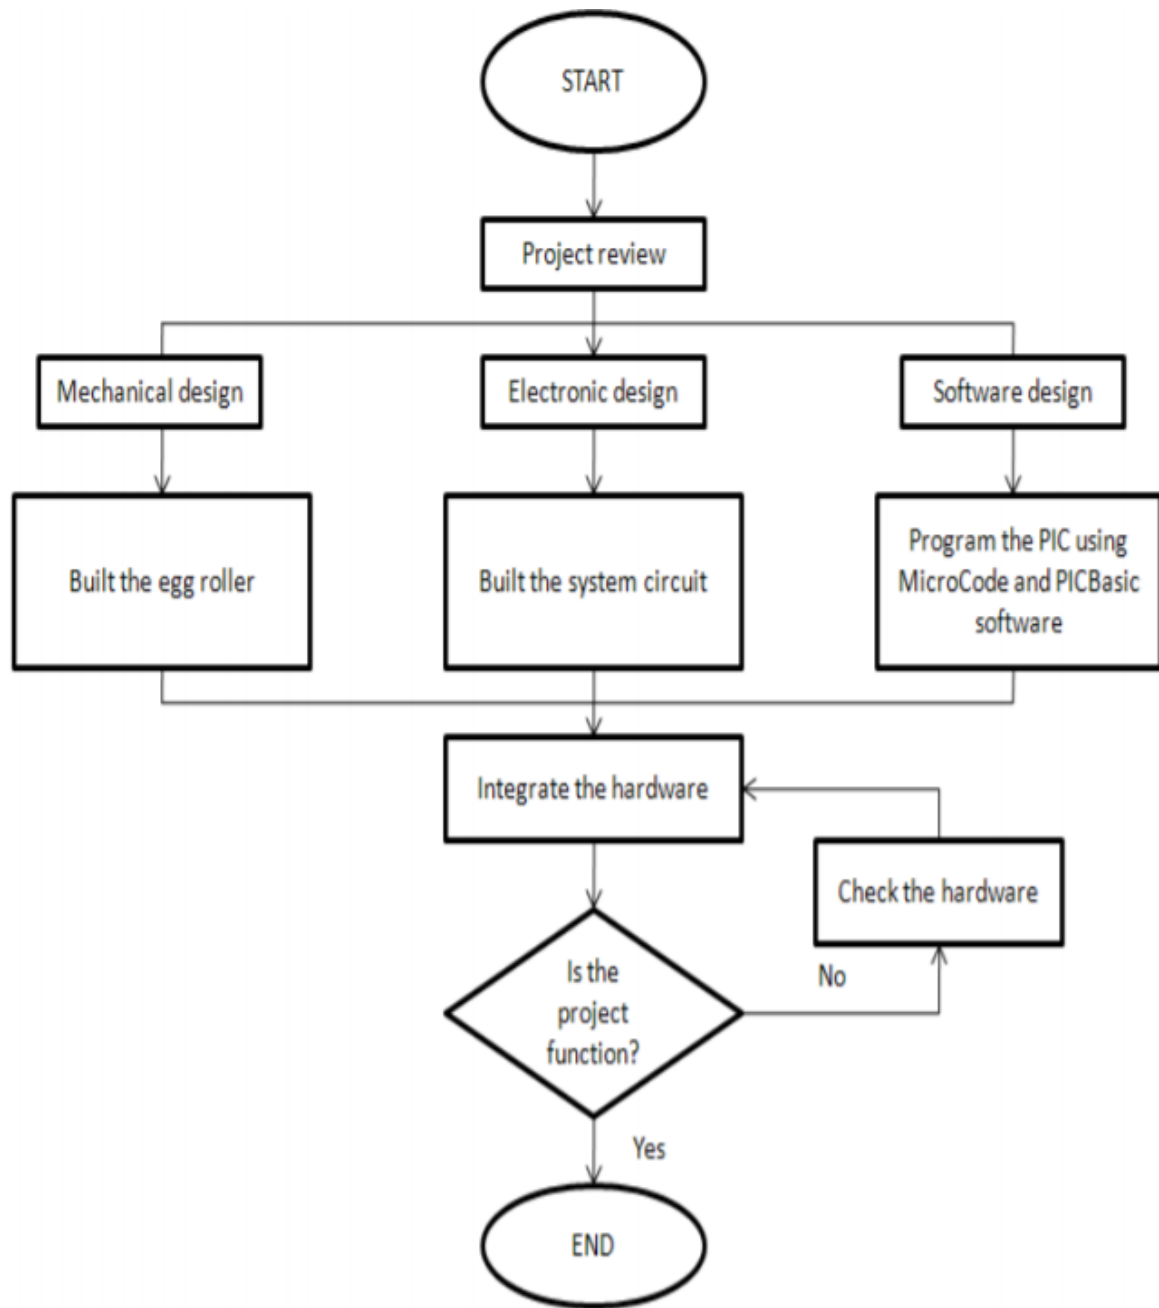 START
Project review
Mechanical design
Electronic design
Software design
Built the egg roller
Built the system circuit
Program the PIC using
MicroCode and PICBasic
software
Integrate the hardware
Check the hardware
No
Is the
project
function?
Yes
END